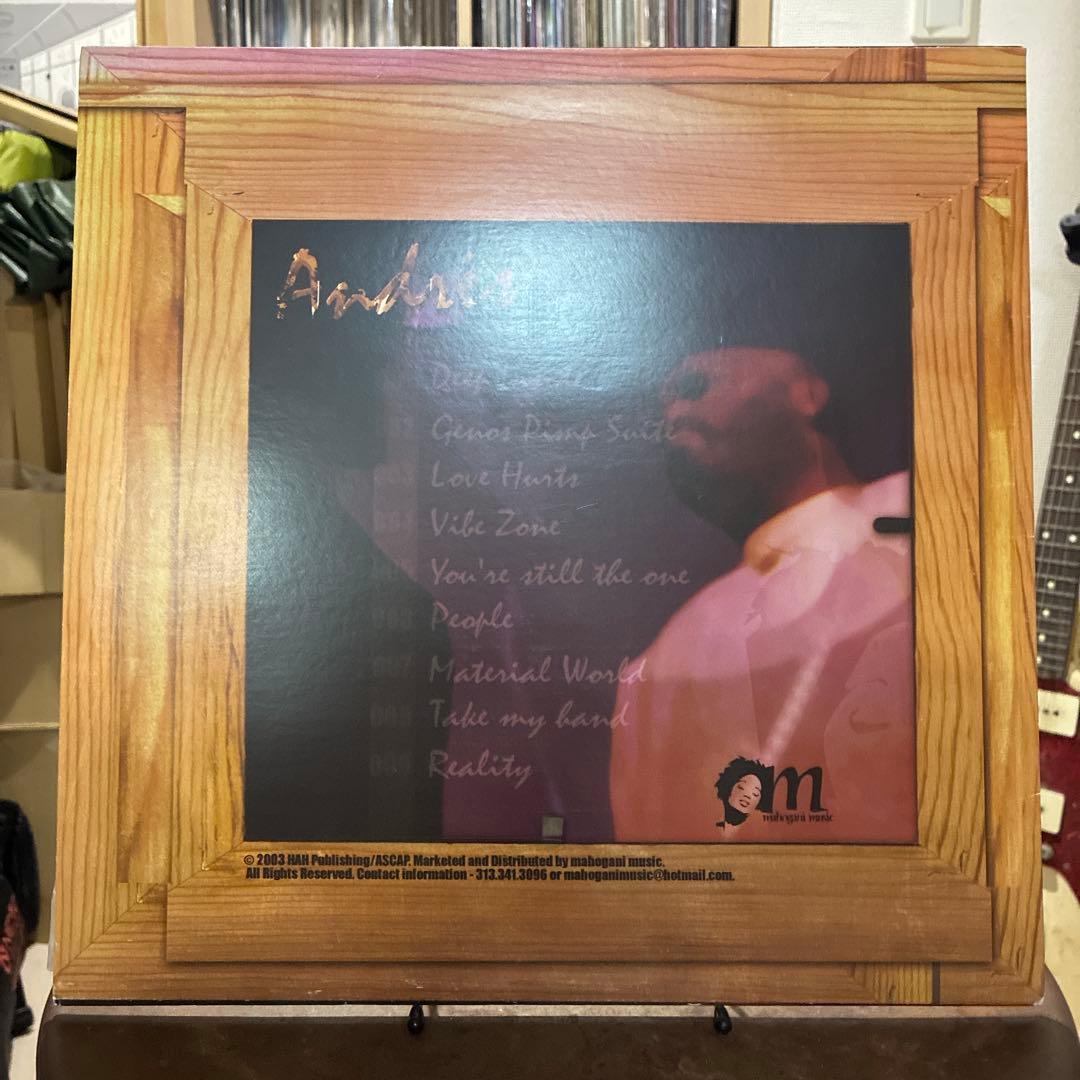 Genos Pimp Suite
Love Hurts
Vibe Zone
You're still the one
People
007 Material World
Take my hand
Reality
m
mahogani music
© 2003 HAH Publishing/ASCAP. Marketed and Distributed by mahogani music.
All Rights Reserved. Contact information - 313.341.3096 or mahoganimusic@hotmail.com.